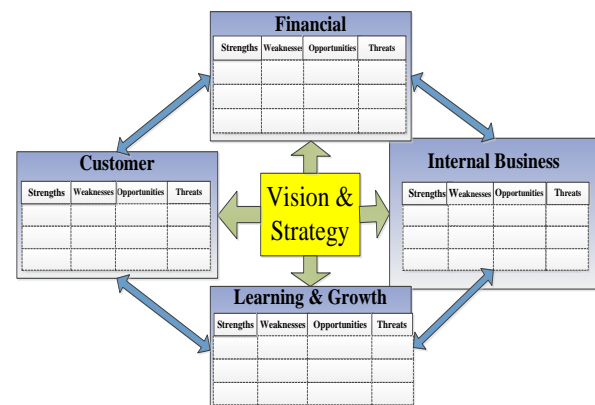 Financial
Strengths Weaknesses Opportunities Threats
Customer
Strengths Weaknesses Opportunities Threats
Vision &
Strategy
Internal Business
Strengths Weaknesses Opportunities Threats
Learning & Growth
Strengths Weaknesses Opportunities Threats